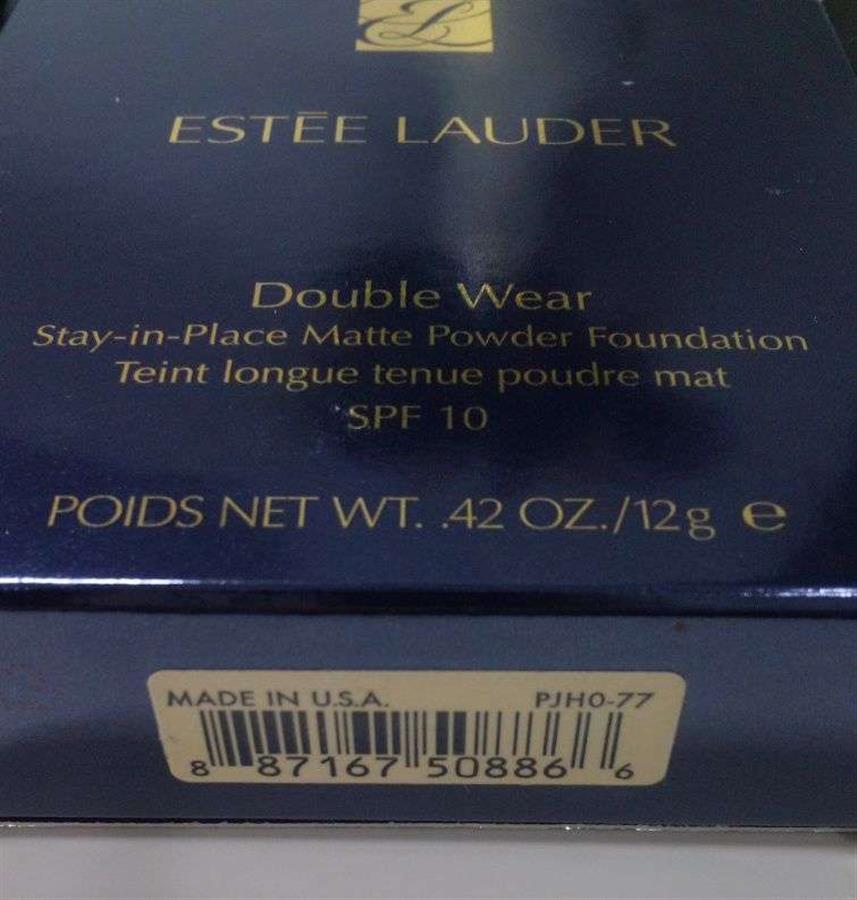 ESTĒE LAUDER
Double Wear
Stay-in-Place Matte Powder Foundation
Teint longue tenue poudre mat
SPF 10
POIDS NET WT. .42 OZ./12g e
MADE IN U.S.A. PJH0-77
8 87167 50886 6